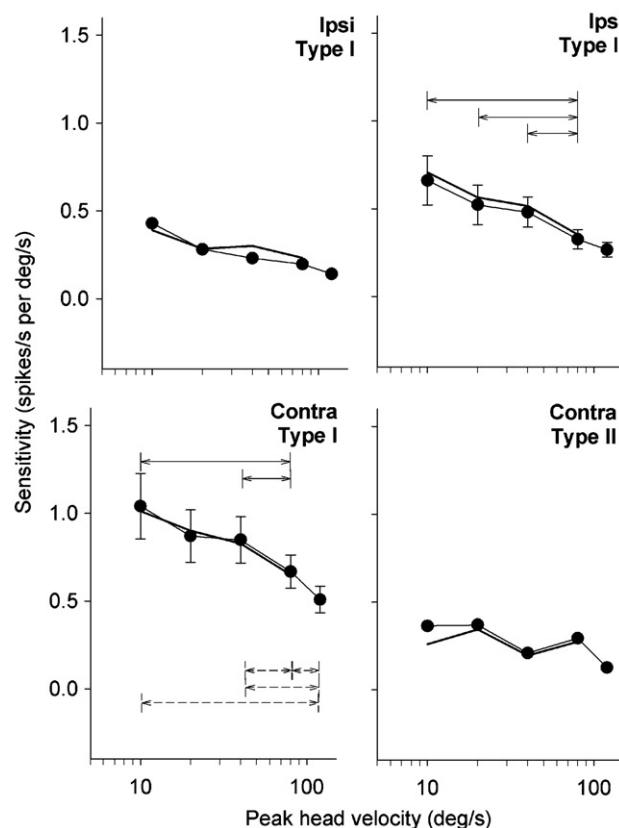 1.5
1.0
0.5
0.0
Ipsi
Type I
Ips
Type I
Sensitivity (spikes/s per deg/s)
1.5
1.0
0.5
0.0
Contra
Type I
Contra
Type II
10 100 10 100
Peak head velocity (deg/s)